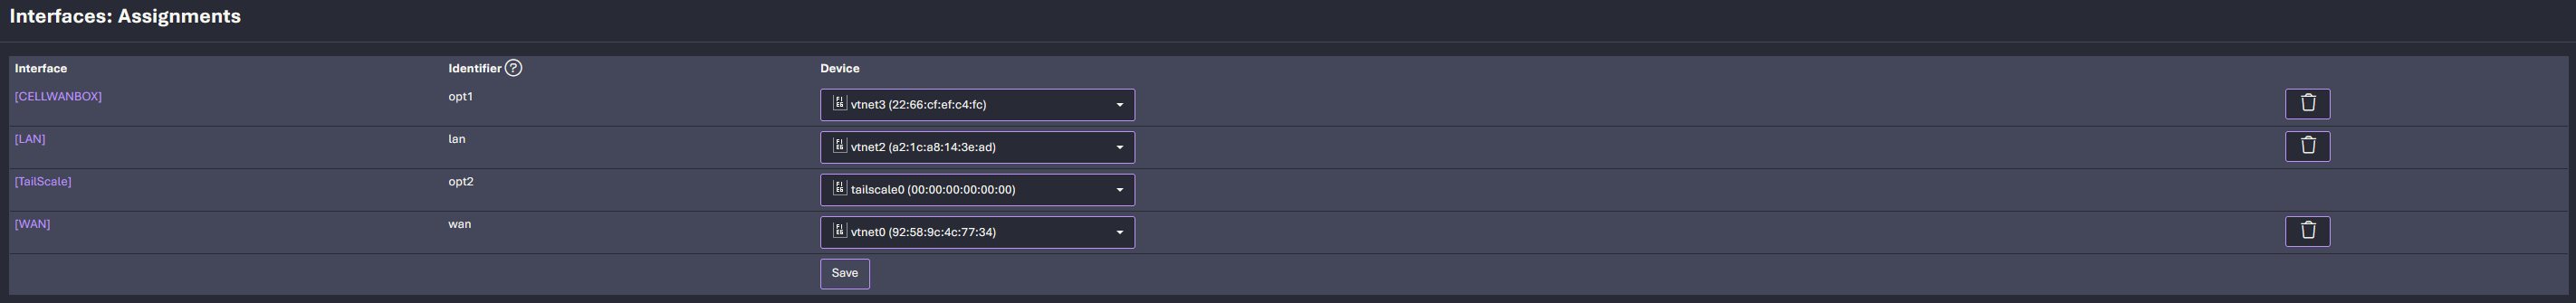 Interfaces: Assignments
Interface Identifier ? Device
[CELLWANBOX] opt1 vtnet3 (22:66:cf:ef:c4:fc)
[LAN] lan vtnet2 (a2:1c:a8:14:3e:ad)
[TailScale] opt2 tailscale0 (00:00:00:00:00:00)
[WAN] wan vtnet0 (92:58:9c:4c:77:34)
Save